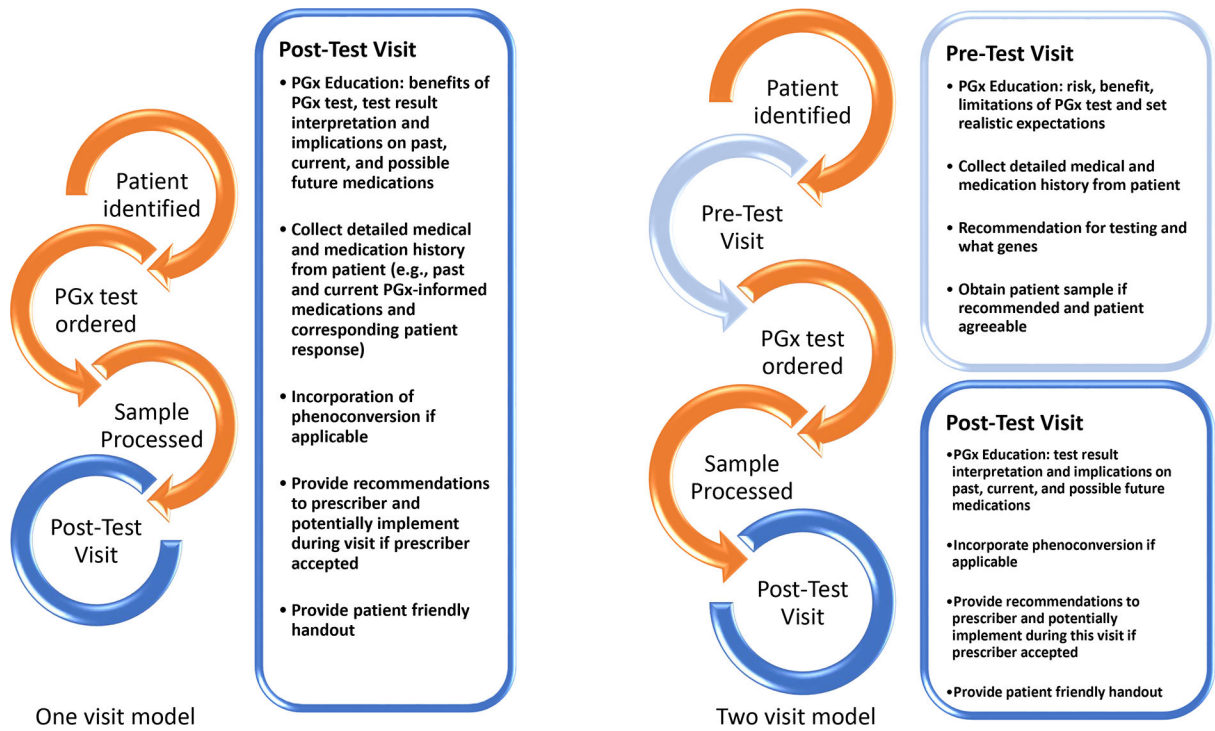 Patient
identified
PGx test
ordered
Sample
Processed
Post-Test
Visit
One visit model
Post-Test Visit
• PGx Education: benefits of
PGx test, test result
interpretation and
implications on past,
current, and possible
future medications
• Collect detailed medical
and medication history
from patient (e.g., past
and current PGx-informed
medications and
corresponding patient
response)
• Incorporation of
phenoconversion if
applicable
• Provide recommendations
to prescriber and
potentially implement
during visit if prescriber
accepted
• Provide patient friendly
handout
Patient
identified
Pre-Test
Visit
PGx test
ordered
Sample
Processed
Post-Test
Visit
Two visit model
Pre-Test Visit
• PGx Education: risk, benefit,
limitations of PGx test and set
realistic expectations
• Collect detailed medical and
medication history from patient
• Recommendation for testing and
what genes
• Obtain patient sample if
recommended and patient
agreeable
Post-Test Visit
•PGx Education: test result
interpretation and implications on
past, current, and possible future
medications
•Incorporate phenoconversion if
applicable
•Provide recommendations to
prescriber and potentially
implement during this visit if
prescriber accepted
•Provide patient friendly handout